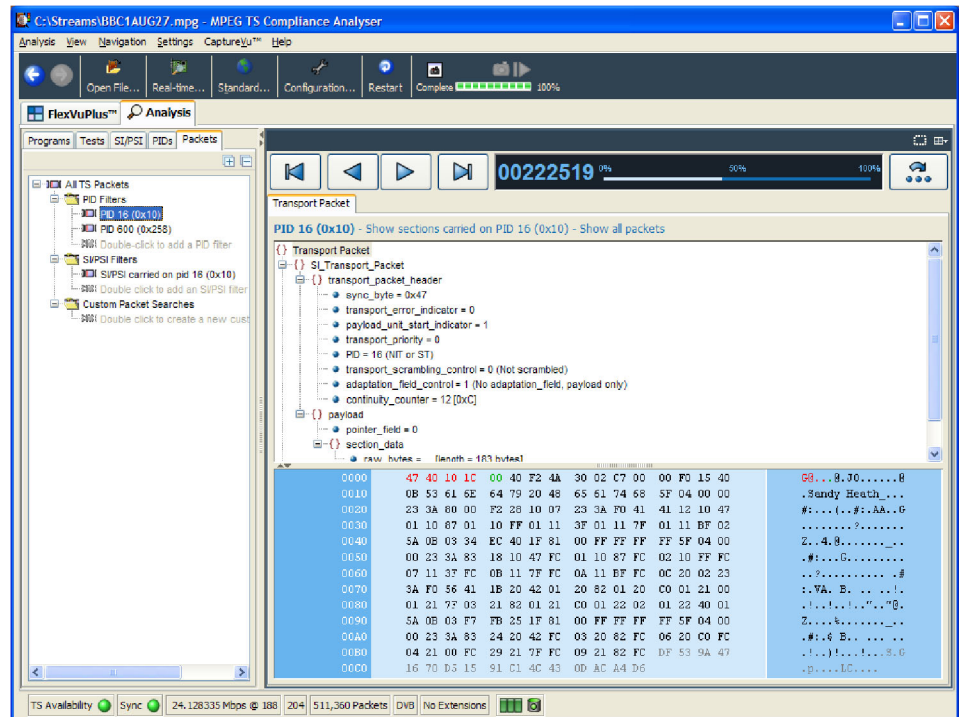 C:\Streams\BBC1AUG27.mpg - MPEG TS Compliance Analyser
Analysis View Navigation Settings CaptureVu™ Help
Open File... Real-time... Standard... Configuration... Restart Complete 100%
FlexVuPlus™ Analysis
Programs Tests SI/PSI PIDs Packets
All TS Packets
PID Filters
PID 16 (0x10)
PID 600 (0x258)
Double-click to add a PID filter
SI/PSI Filters
SI/PSI carried on pid 16 (0x10)
Double click to add an SI/PSI filter
Custom Packet Searches
Double click to create a new cust
00222519 0% 50% 100%
Transport Packet
PID 16 (0x10) - Show sections carried on PID 16 (0x10) - Show all packets
{} Transport Packet
{} SI_Transport_Packet
{} transport_packet_header
sync_byte = 0x47
transport_error_indicator = 0
payload_unit_start_indicator = 1
transport_priority = 0
PID = 16 (NIT or ST)
transport_scrambling_control = 0 (Not scrambled)
adaptation_field_control = 1 (No adaptation_field, payload only)
continuity_counter = 12 [0xC]
{} payload
pointer_field = 0
{} section_data
raw_bytes = ...[length = 183 bytes]
0000 47 40 10 1C 00 40 F2 4A 30 02 C7 00 00 F0 15 40 G@...@.J0......@
0010 0B 53 61 6E 64 79 20 48 65 61 74 68 5F 04 00 00 .Sandy Heath_...
0020 23 3A 80 00 F2 28 10 47 23 3A F0 41 41 12 10 07 #:...(..#:.AA..G
0030 01 10 87 01 10 FF 01 11 3F 01 11 7F 01 11 BF 02 ........?.......
0040 5A 0B 03 34 EC 40 1F 81 00 FF FF FF FF 5F 04 00 Z..4.@......._..
0050 00 23 3A 83 18 10 47 FC 01 10 87 FC 02 10 FF FC .#:...G.........
0060 07 11 3F FC 0B 11 7F FC 0A 11 BF FC 0C 20 02 23 ..?.......... .#
0070 3A F0 56 41 1B 20 42 01 20 82 01 20 C0 01 21 00 :.VA. B. .. ..!.
0080 01 21 7F 03 21 82 01 21 C0 01 22 02 01 22 40 01 .!..!..!..".."@.
0090 5A 0B 03 F7 FB 25 1F 81 00 FF FF FF FF 5F 04 00 Z....%......._..
00A0 00 23 3A 83 24 20 42 FC 03 20 82 FC 06 20 C0 FC .#:.$ B.. ... ..
00B0 04 21 00 FC 29 21 7F FC 09 21 82 FC DF 53 9A 47 .!..)!...!...S.G
00C0 16 70 D5 15 91 C1 4C 43 0D AC A4 D6 .p....LC....
TS Availability Sync 24.128335 Mbps @ 188 204 511,360 Packets DVB No Extensions